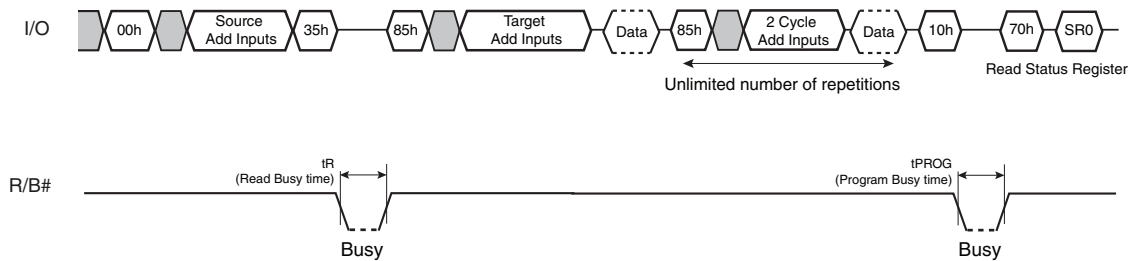 I/O
00h
Source
Add Inputs
35h
85h
Target
Add Inputs
Data
85h
2 Cycle
Add Inputs
Data
10h
70h
SR0
Unlimited number of repetitions
Read Status Register
R/B#
tR
(Read Busy time)
Busy
tPROG
(Program Busy time)
Busy